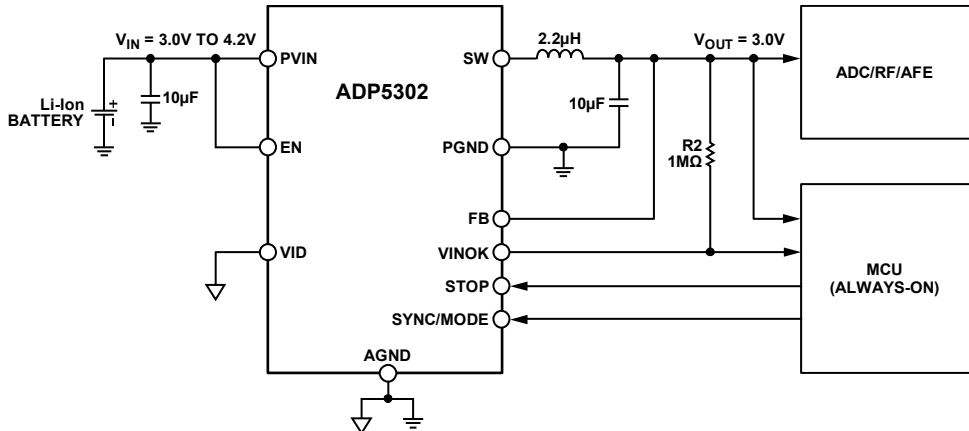 V_IN = 3.0V TO 4.2V
PVIN
Li-Ion
BATTERY
+
10µF
EN
VID
ADP5302
AGND
SW
2.2µH
V_OUT = 3.0V
10µF
PGND
R2
1MΩ
FB
VINOK
STOP
SYNC/MODE
ADC/RF/AFE
MCU
(ALWAYS-ON)